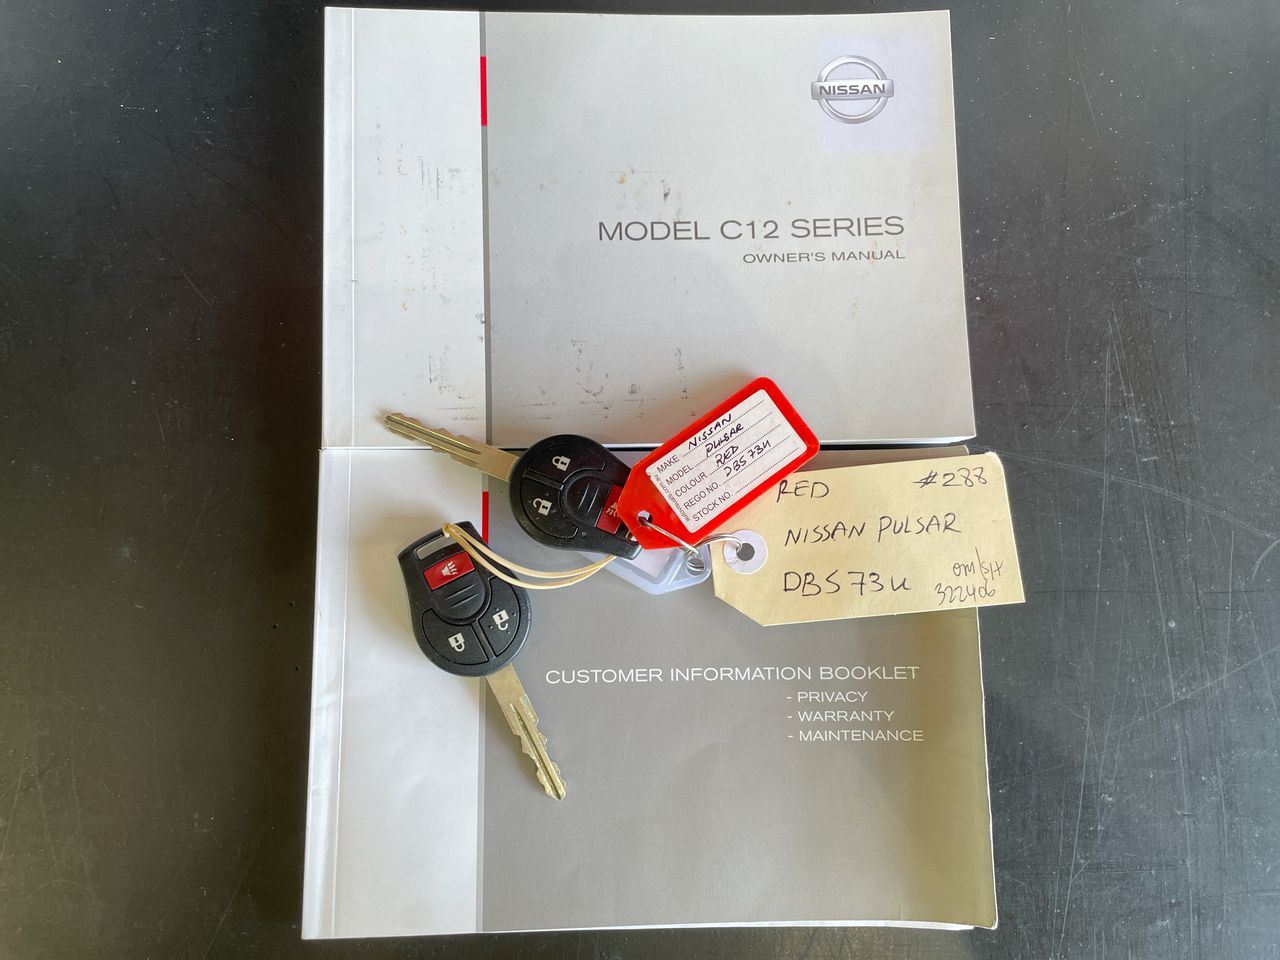 NISSAN
MODEL C12 SERIES
OWNER'S MANUAL
MAKE NISSAN
MODEL PULSAR
COLOUR RED
REGO NO. DBS73U
STOCK NO.
RED #288
NISSAN PULSAR
DBS73U
om/sH
322406
CUSTOMER INFORMATION BOOKLET
- PRIVACY
- WARRANTY
- MAINTENANCE